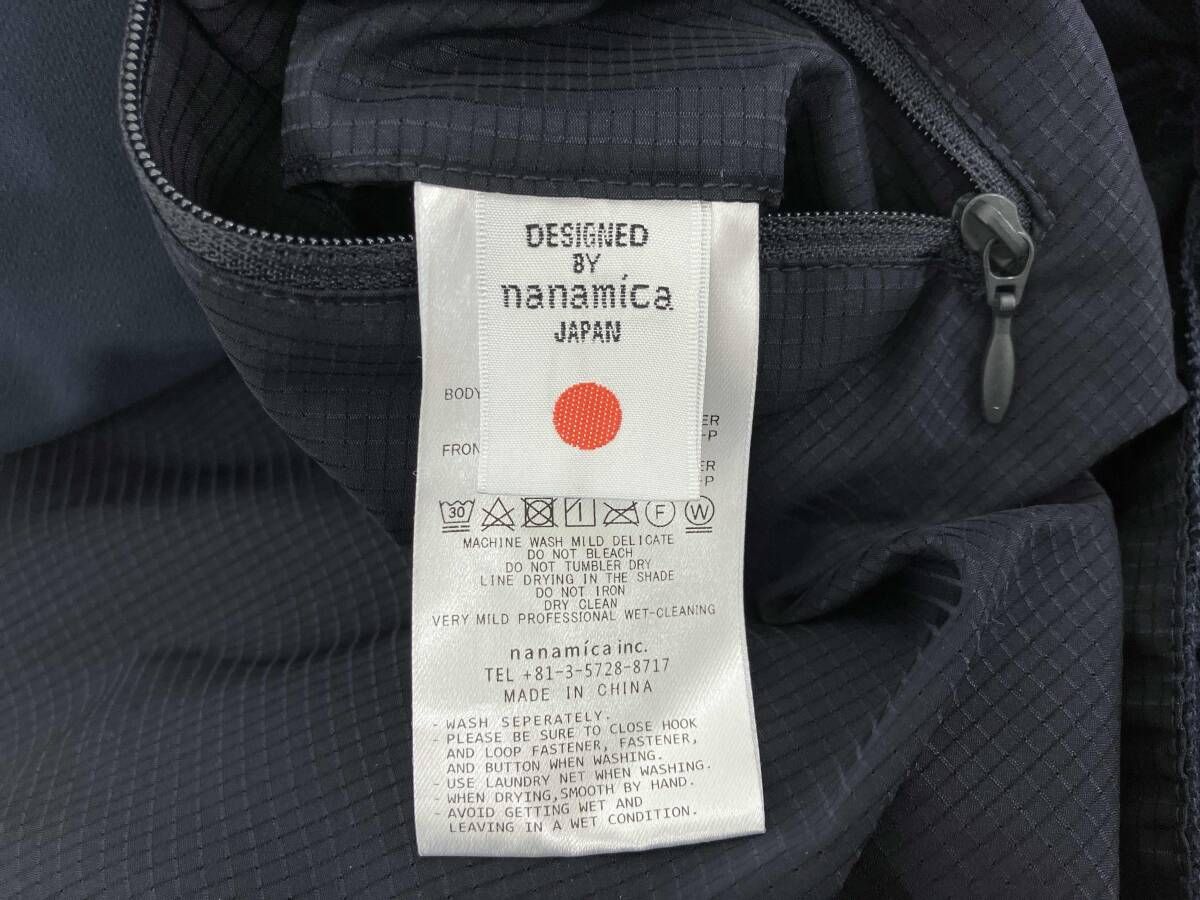 DESIGNED
BY
nanamica
JAPAN
BODY
FRON
ER
-P
ER
-P
30 F W
MACHINE WASH MILD DELICATE
DO NOT BLEACH
DO NOT TUMBLER DRY
LINE DRYING IN THE SHADE
DO NOT IRON
DRY CLEAN
VERY MILD PROFESSIONAL WET-CLEANING
nanamica inc.
TEL +81-3-5728-8717
MADE IN CHINA
- WASH SEPERATELY.
- PLEASE BE SURE TO CLOSE HOOK
AND LOOP FASTENER, FASTENER,
AND BUTTON WHEN WASHING.
- USE LAUNDRY NET WHEN WASHING.
- WHEN DRYING,SMOOTH BY HAND.
- AVOID GETTING WET AND
LEAVING IN A WET CONDITION.